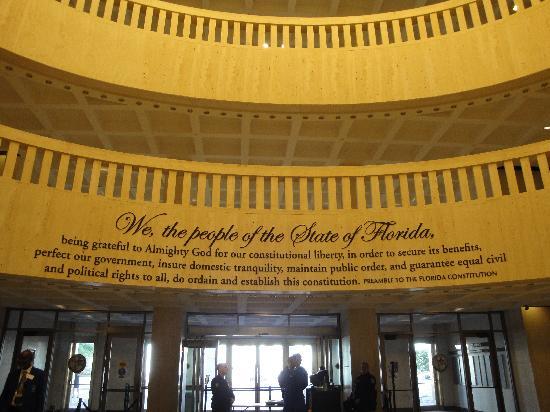 We, the people of the State of Florida,
being grateful to Almighty God for our constitutional liberty, in order to secure its benefits,
perfect our government, insure domestic tranquility, maintain public order, and guarantee equal civil
and political rights to all, do ordain and establish this constitution. PREAMBLE TO THE FLORIDA CONSTITUTION